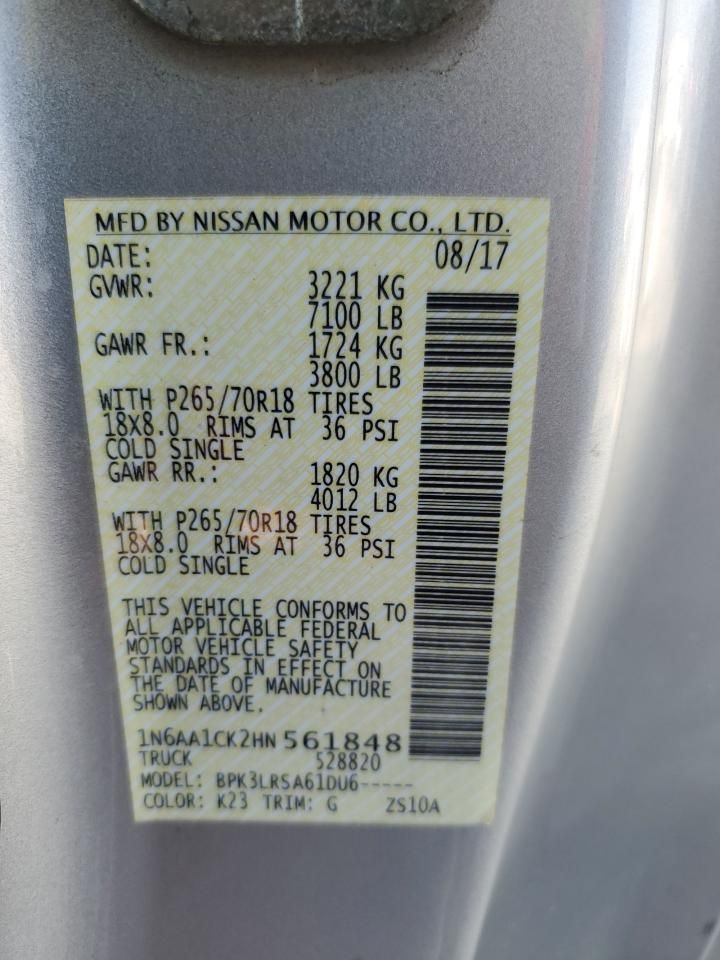 MFD BY NISSAN MOTOR CO., LTD.
DATE: 08/17
GVWR: 3221 KG
7100 LB
GAWR FR.: 1724 KG
3800 LB
WITH P265/70R18 TIRES
18X8.0 RIMS AT 36 PSI
COLD SINGLE
GAWR RR.: 1820 KG
4012 LB
WITH P265/70R18 TIRES
18X8.0 RIMS AT 36 PSI
COLD SINGLE
THIS VEHICLE CONFORMS TO
ALL APPLICABLE FEDERAL
MOTOR VEHICLE SAFETY
STANDARDS IN EFFECT ON
THE DATE OF MANUFACTURE
SHOWN ABOVE.
1N6AA1CK2HN 561848
TRUCK 528820
MODEL: BPK3LRSA61DU6-----
COLOR: K23 TRIM: G ZS10A